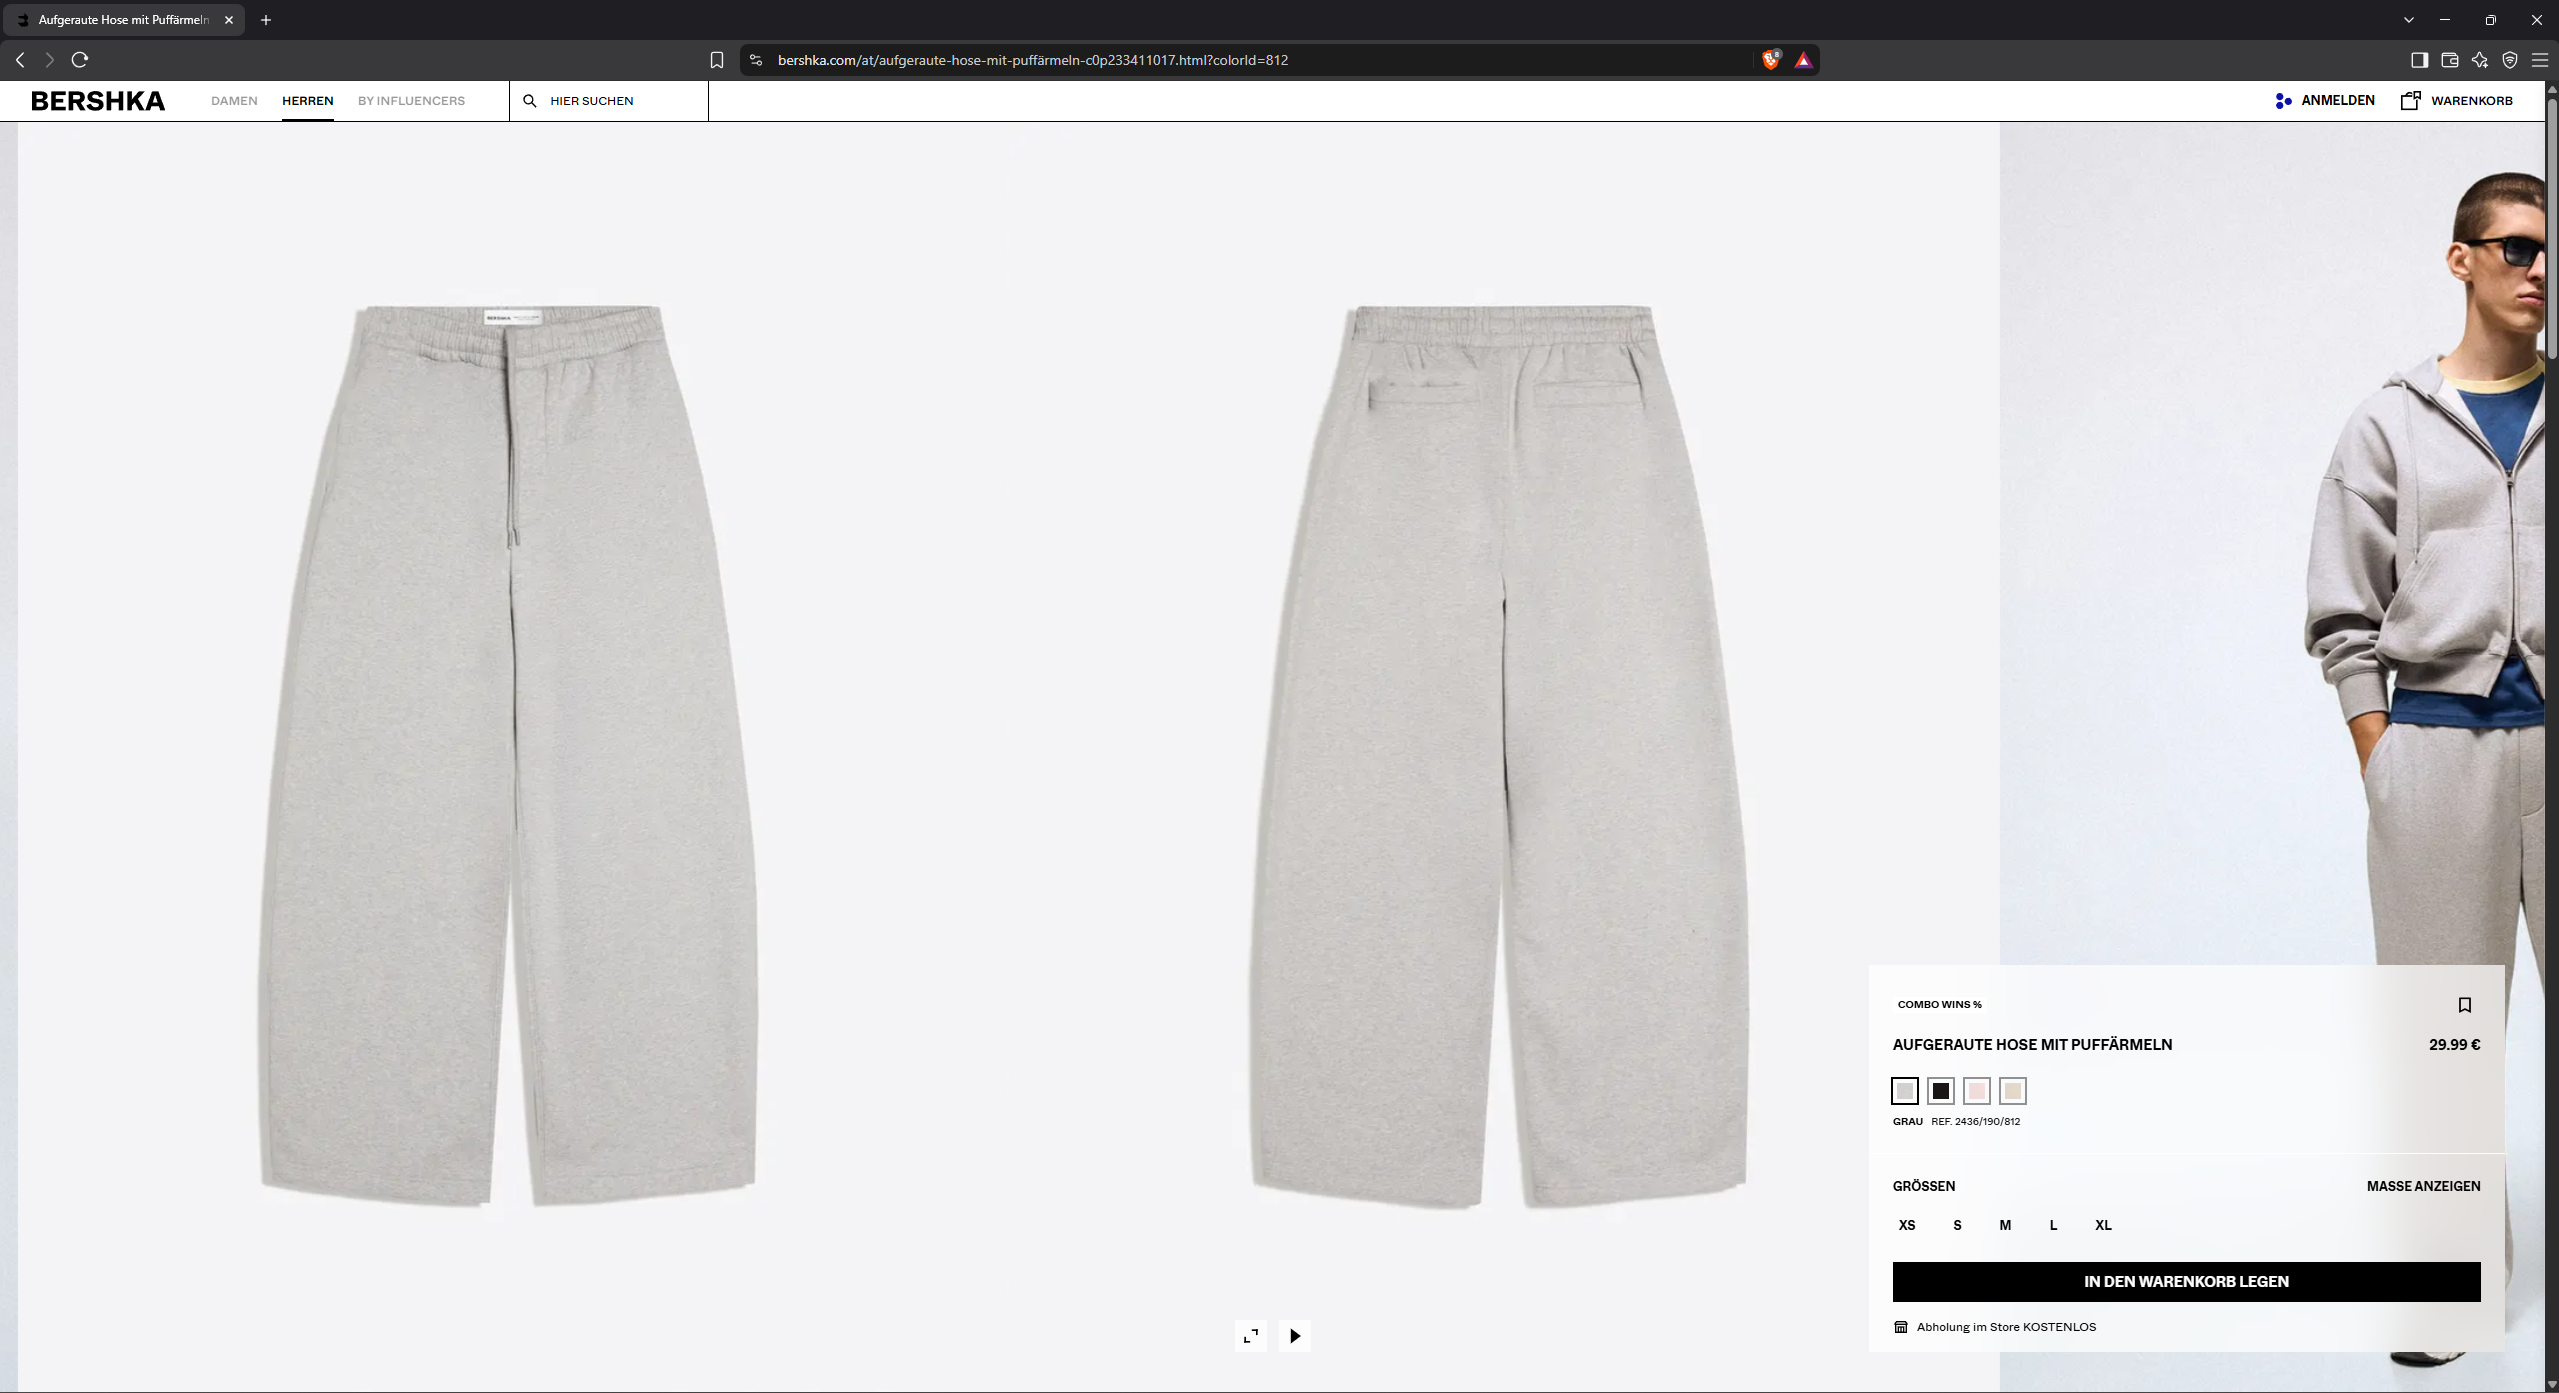 Aufgeraute Hose mit Puffärmeln
bershka.com/at/aufgeraute-hose-mit-puffärmeln-c0p233411017.html?colorId=812
8
BERSHKA
DAMEN
HERREN
BY INFLUENCERS
HIER SUCHEN
ANMELDEN
WARENKORB
BERSHKA
COMBO WINS %
AUFGERAUTE HOSE MIT PUFFÄRMELN
29.99 €
GRAU REF. 2436/190/812
GRÖSSEN
MASSE ANZEIGEN
XS S M L XL
IN DEN WARENKORB LEGEN
Abholung im Store KOSTENLOS